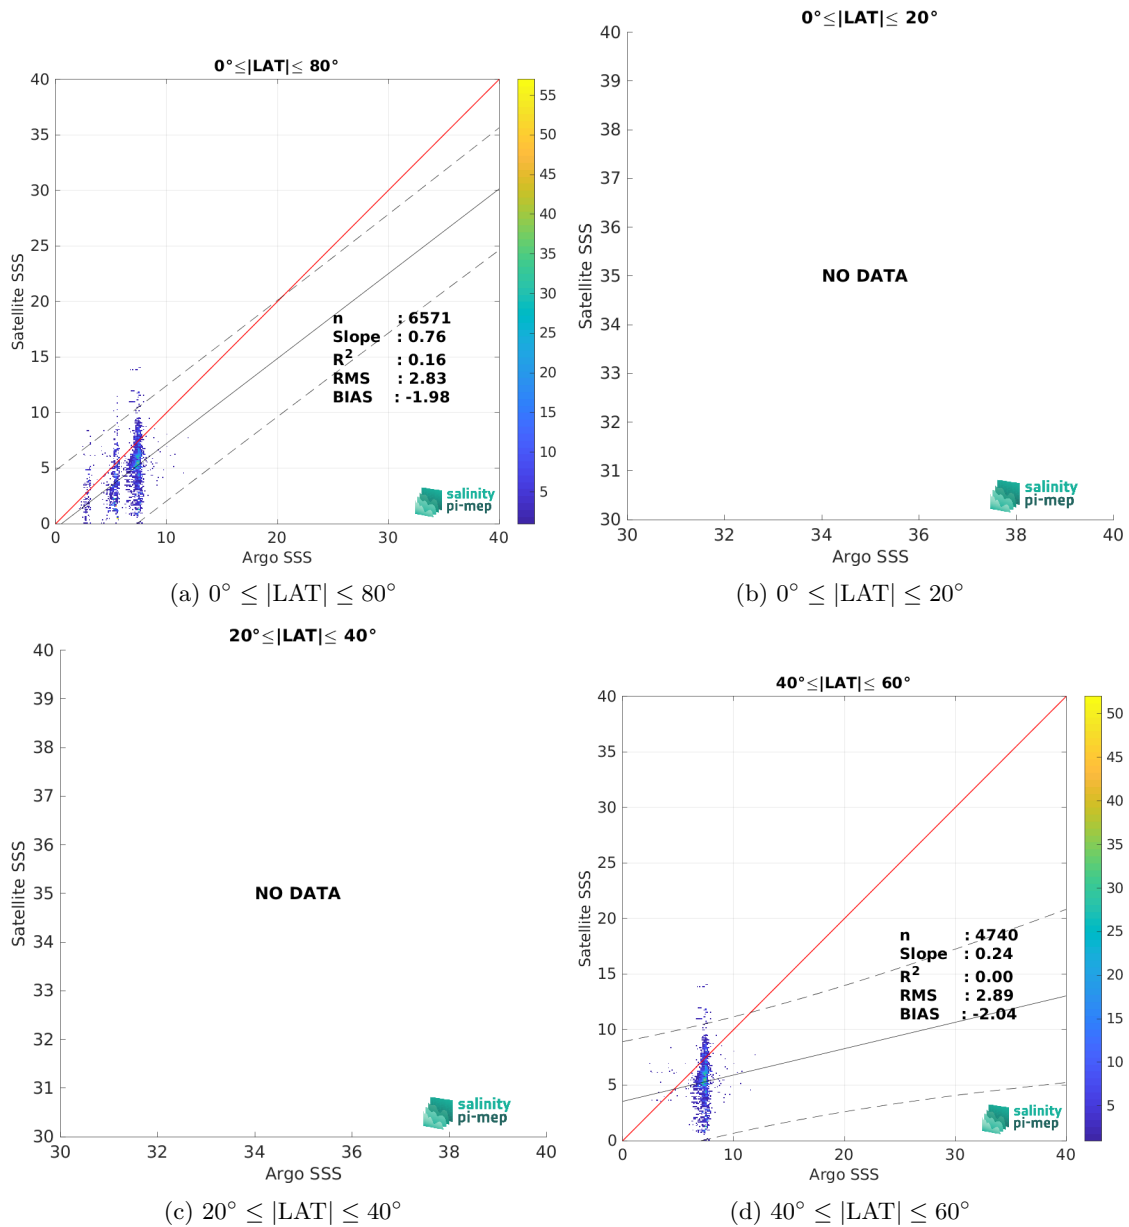 0°≤|LAT|≤ 80°
40
35
30
25
20
15
10
5
0
Satellite SSS
0
10
20
30
40
Argo SSS
55
50
45
40
35
30
25
20
15
10
5
n : 6571
Slope : 0.76
R² : 0.16
RMS : 2.83
BIAS : -1.98
salinity
pi-mep
(a) 0° ≤ |LAT| ≤ 80°
0°≤|LAT|≤ 20°
40
39
38
37
36
35
34
33
32
31
30
Satellite SSS
NO DATA
salinity
pi-mep
30
32
34
36
38
40
Argo SSS
(b) 0° ≤ |LAT| ≤ 20°
20°≤|LAT|≤ 40°
40
39
38
37
36
35
34
33
32
31
30
Satellite SSS
NO DATA
salinity
pi-mep
30
32
34
36
38
40
Argo SSS
(c) 20° ≤ |LAT| ≤ 40°
40°≤|LAT|≤ 60°
40
35
30
25
20
15
10
5
0
Satellite SSS
0
10
20
30
40
Argo SSS
50
45
40
35
30
25
20
15
10
5
n : 4740
Slope : 0.24
R² : 0.00
RMS : 2.89
BIAS : -2.04
salinity
pi-mep
(d) 40° ≤ |LAT| ≤ 60°